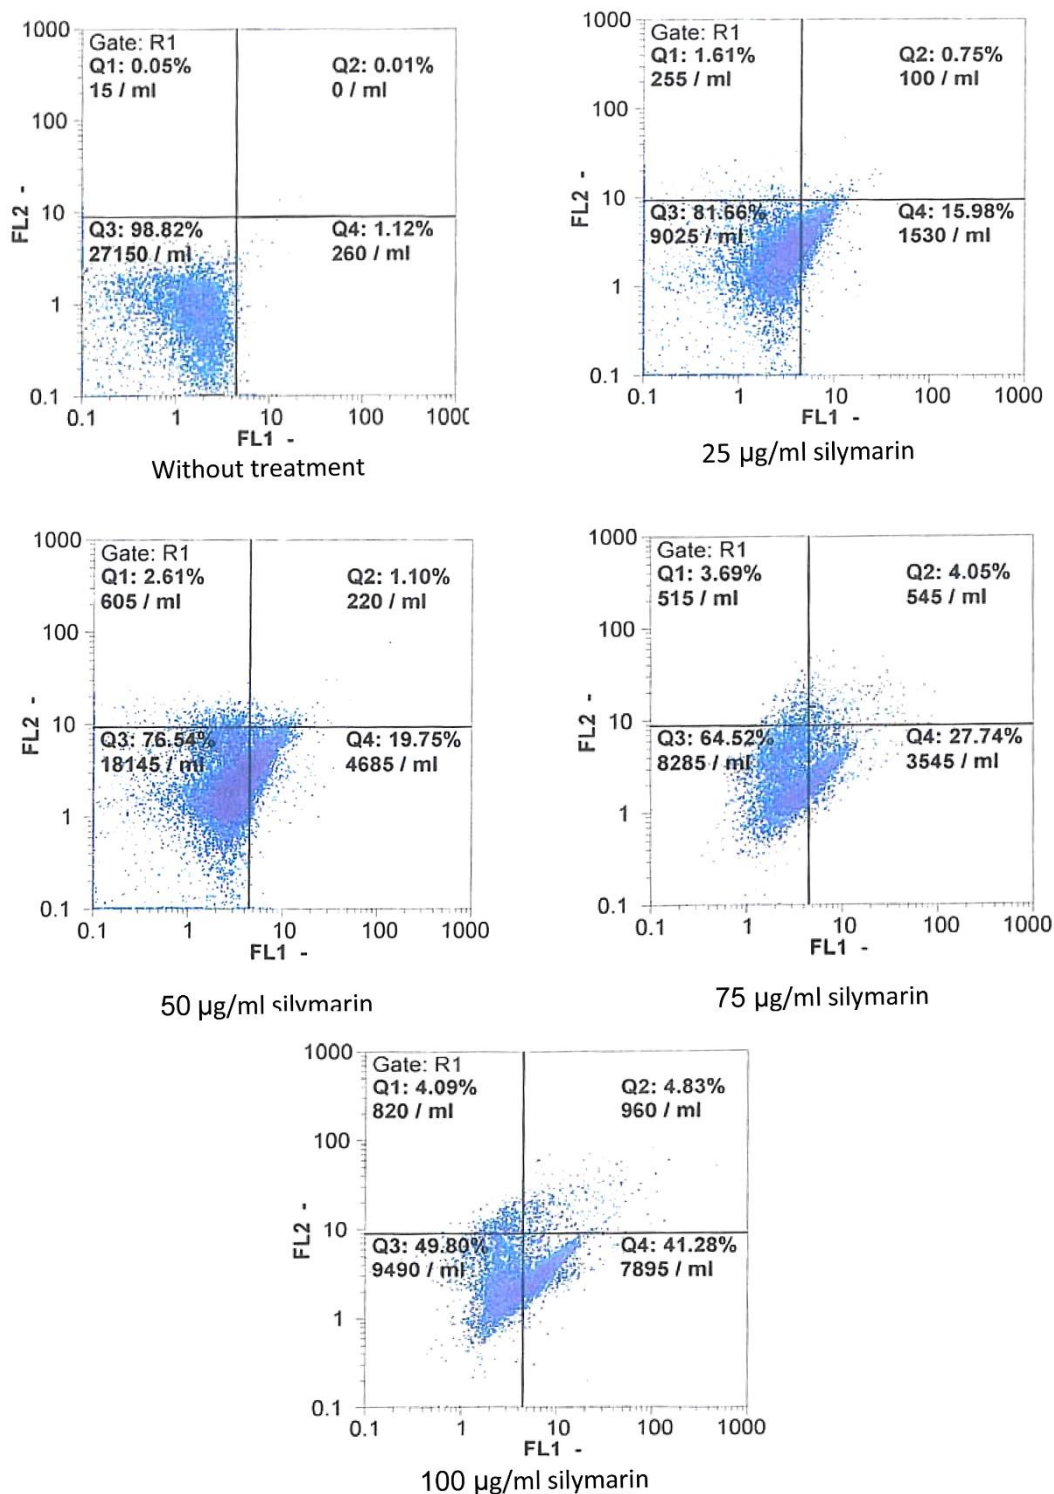 1000
Gate: R1
Q1: 0.05%
15 / ml
Q2: 0.01%
0 / ml
100
FL2 -
10
Q3: 98.82%
27150 / ml
Q4: 1.12%
260 / ml
1
0.1
0.1 1 10 100 1000
FL1 -
Without treatment
1000
Gate: R1
Q1: 1.61%
255 / ml
Q2: 0.75%
100 / ml
100
FL2 -
10
Q3: 81.66%
9025 / ml
Q4: 15.98%
1530 / ml
1
0.1
0.1 1 10 100 1000
FL1 -
25 µg/ml silymarin
1000
Gate: R1
Q1: 2.61%
605 / ml
Q2: 1.10%
220 / ml
100
FL2 -
10
Q3: 76.54%
18145 / ml
Q4: 19.75%
4685 / ml
1
0.1
0.1 1 10 100 1000
FL1 -
50 µg/ml silymarin
1000
Gate: R1
Q1: 3.69%
515 / ml
Q2: 4.05%
545 / ml
100
FL2 -
10
Q3: 64.52%
8285 / ml
Q4: 27.74%
3545 / ml
1
0.1
0.1 1 10 100 1000
FL1 -
75 µg/ml silymarin
1000
Gate: R1
Q1: 4.09%
820 / ml
Q2: 4.83%
960 / ml
100
FL2 -
10
Q3: 49.80%
9490 / ml
Q4: 41.28%
7895 / ml
1
0.1
0.1 1 10 100 1000
FL1 -
100 µg/ml silymarin